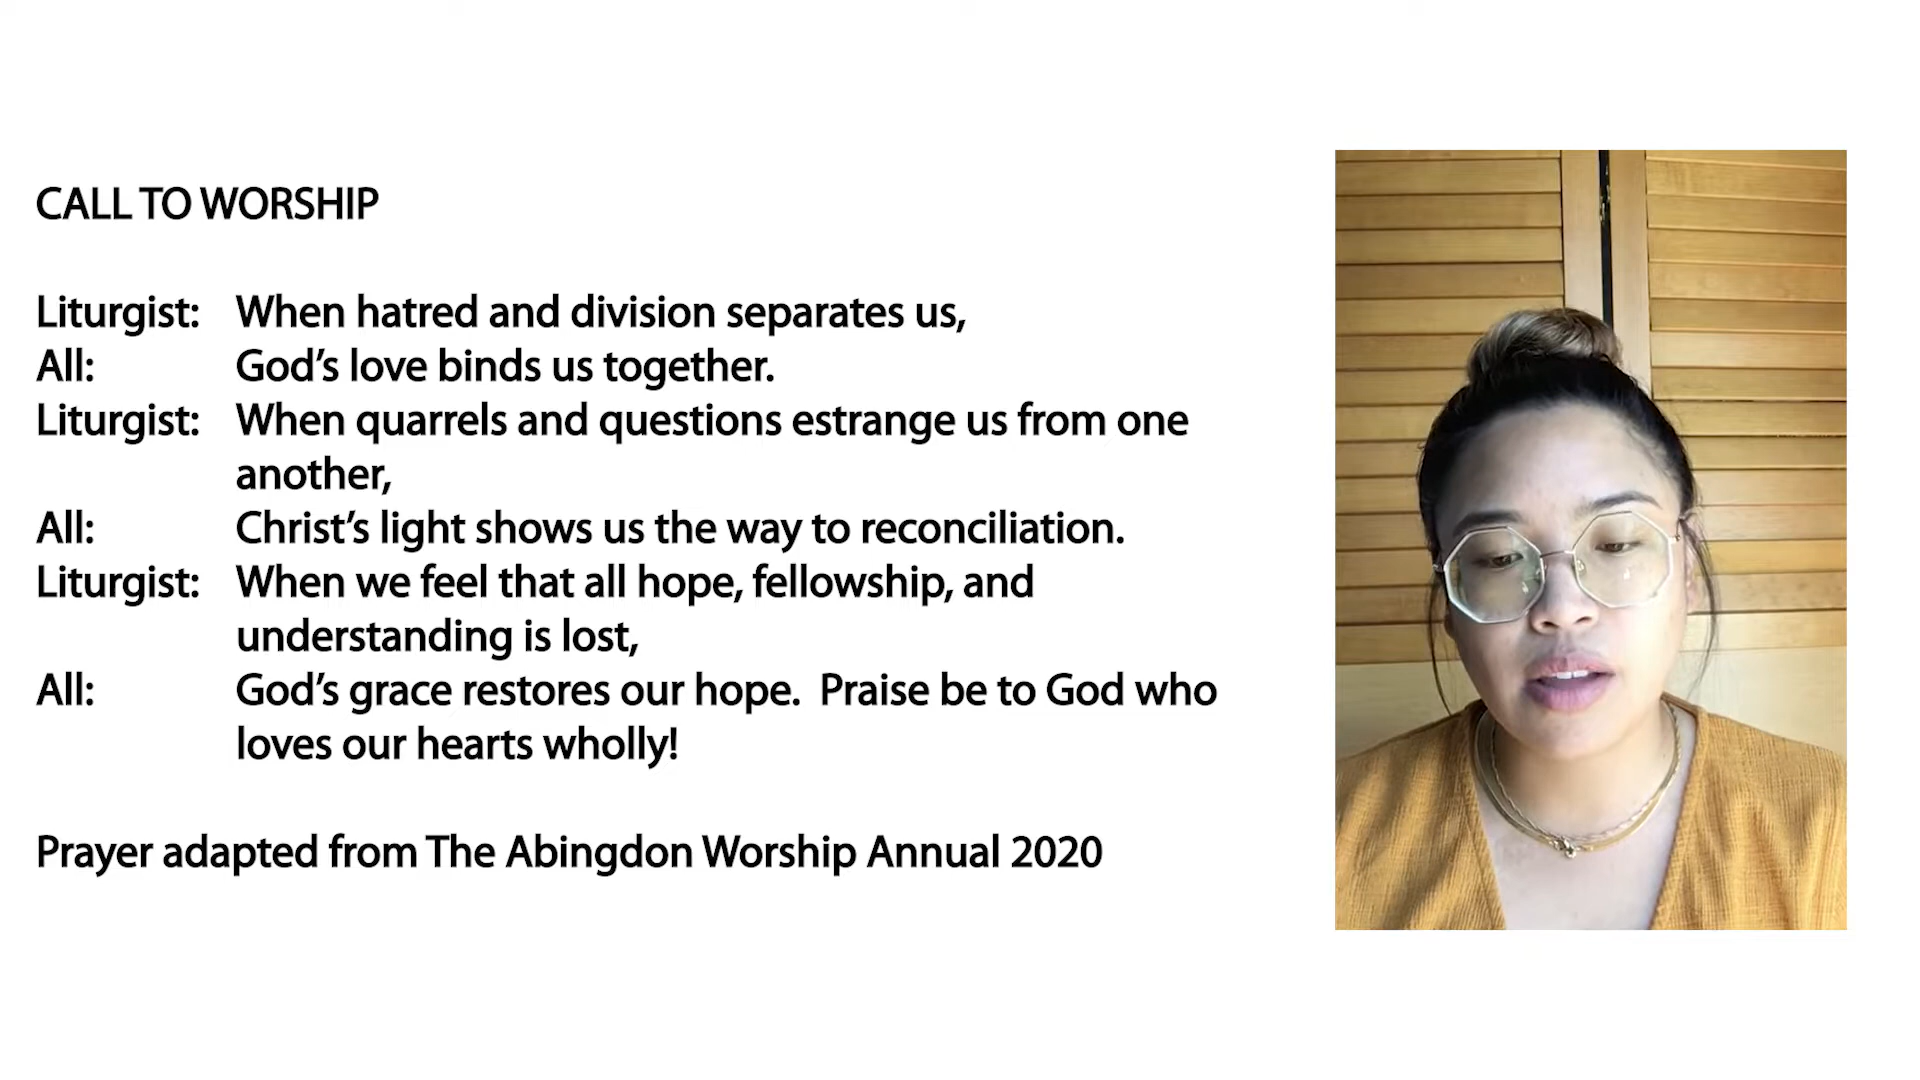 CALL TO WORSHIP
Liturgist: When hatred and division separates us,
All: God’s love binds us together.
Liturgist: When quarrels and questions estrange us from one
another,
All: Christ’s light shows us the way to reconciliation.
Liturgist: When we feel that all hope, fellowship, and
understanding is lost,
All: God’s grace restores our hope.  Praise be to God who
loves our hearts wholly!
Prayer adapted from The Abingdon Worship Annual 2020